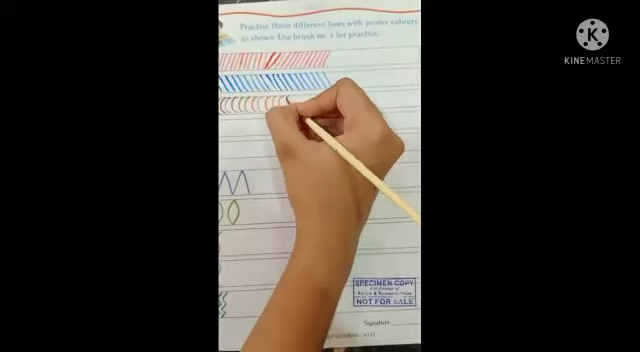 Practise these different lines with poster colours
as shown. Use brush no. 1 for practice.
KINEMASTER
SPECIMEN COPY
NOT FOR SALE
Signature